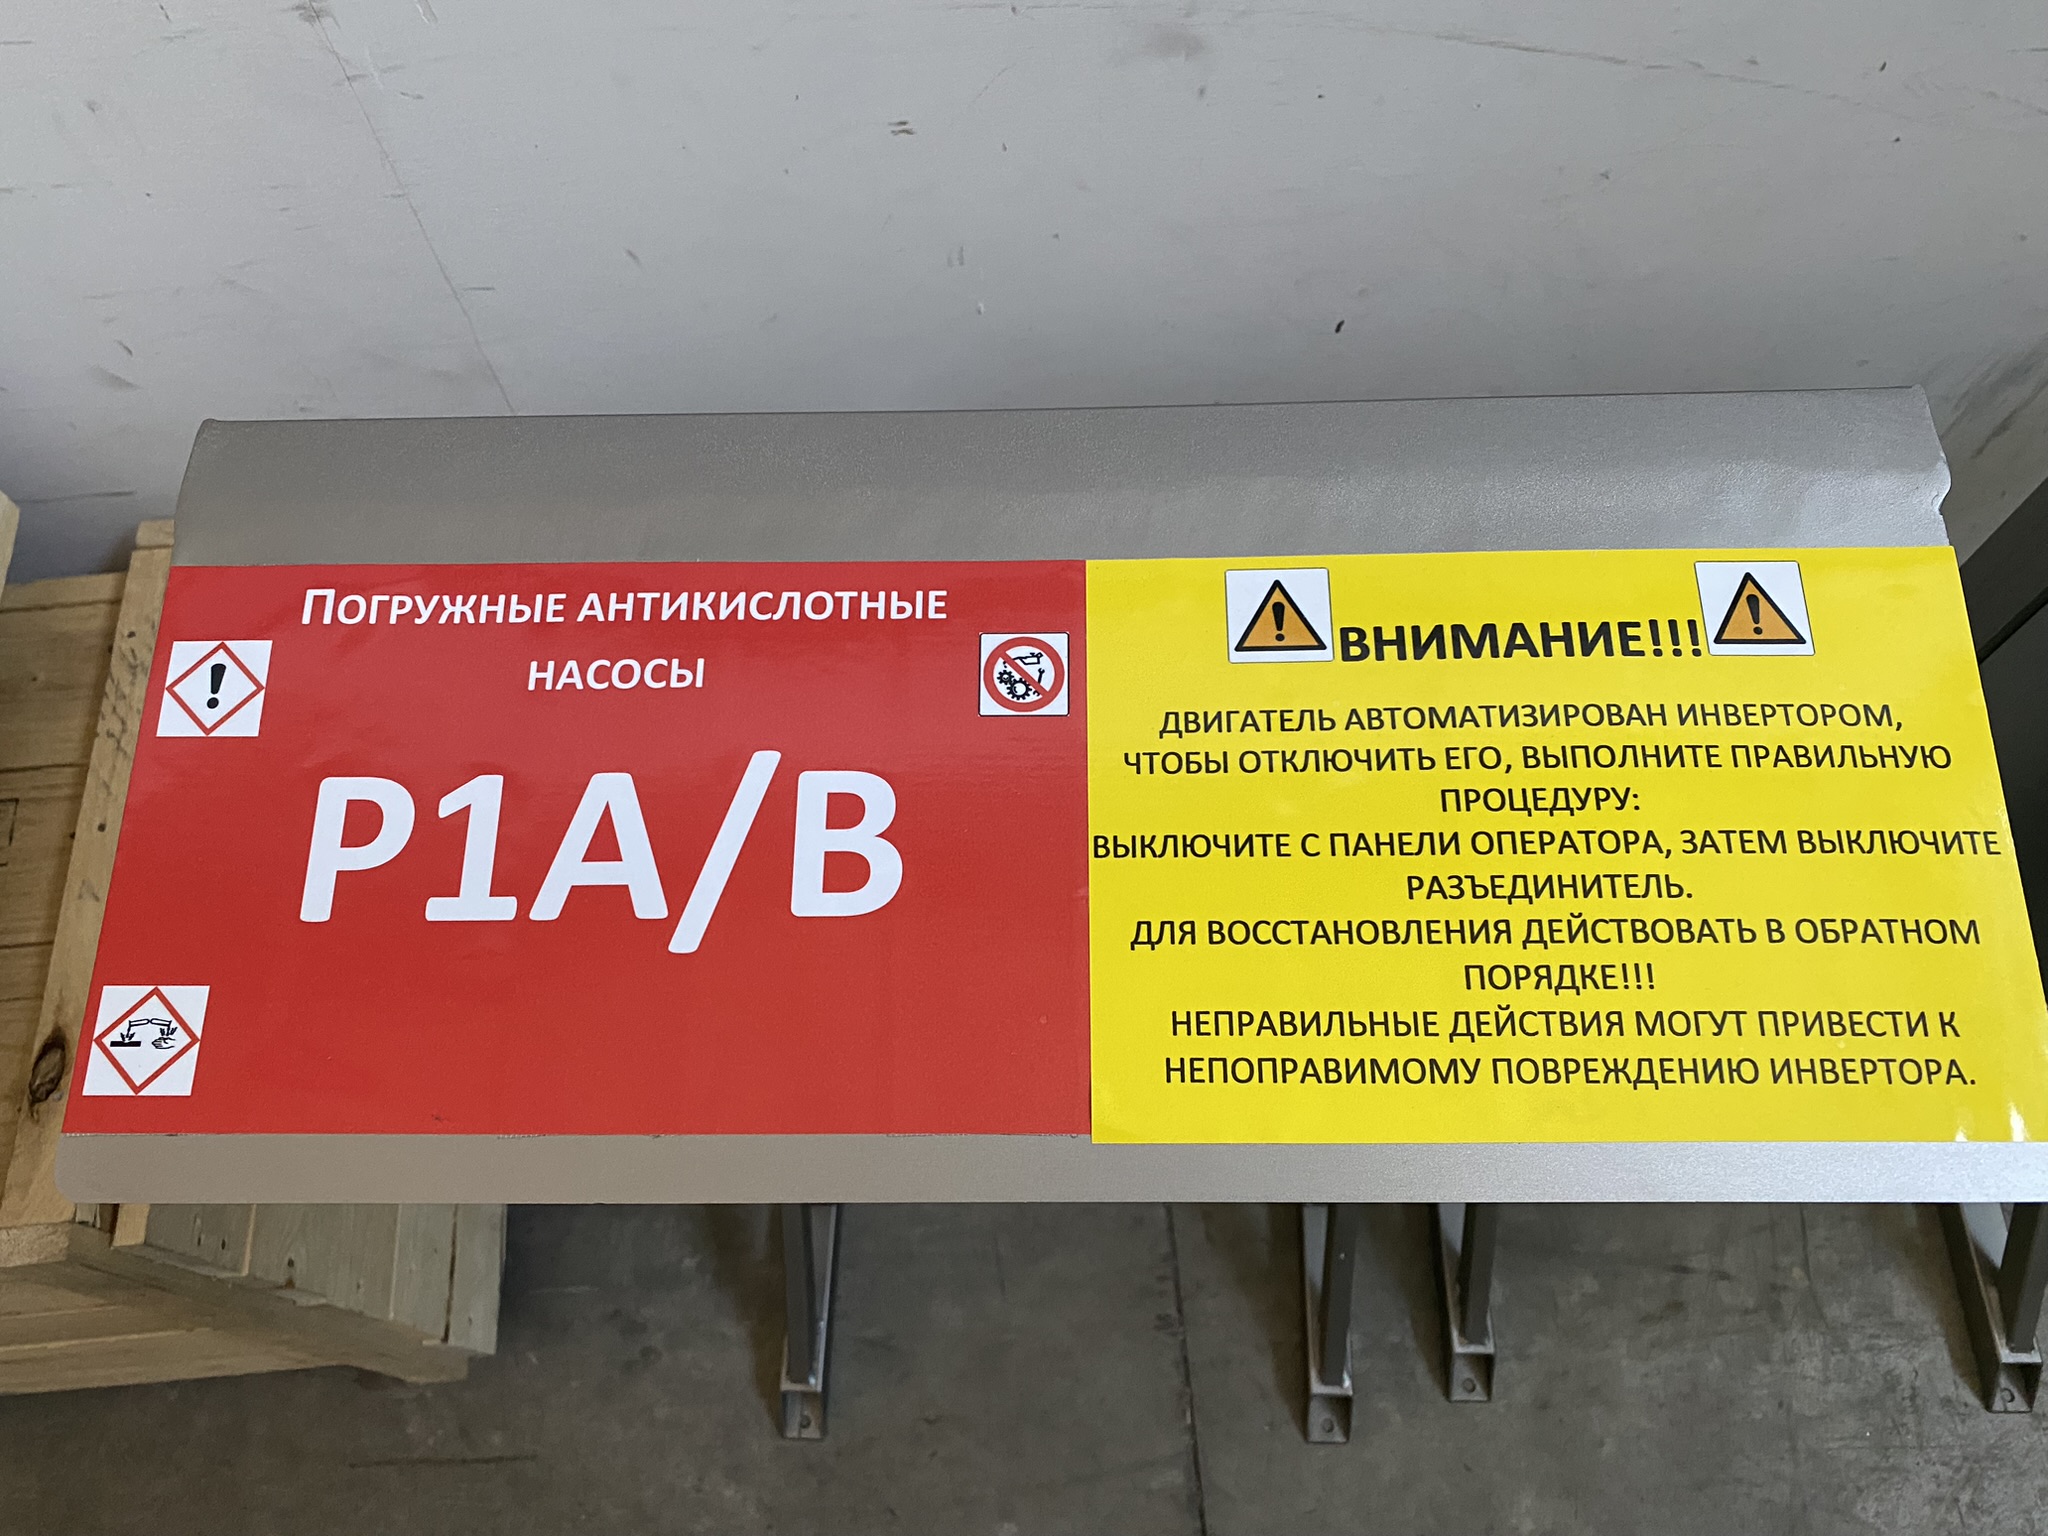 ПОГРУЖНЫЕ АНТИКИСЛОТНЫЕ
НАСОСЫ
P1A/B
ВНИМАНИЕ!!!
ДВИГАТЕЛЬ АВТОМАТИЗИРОВАН ИНВЕРТОРОМ,
ЧТОБЫ ОТКЛЮЧИТЬ ЕГО, ВЫПОЛНИТЕ ПРАВИЛЬНУЮ
ПРОЦЕДУРУ:
ВЫКЛЮЧИТЕ С ПАНЕЛИ ОПЕРАТОРА, ЗАТЕМ ВЫКЛЮЧИТЕ
РАЗЪЕДИНИТЕЛЬ.
ДЛЯ ВОССТАНОВЛЕНИЯ ДЕЙСТВОВАТЬ В ОБРАТНОМ
ПОРЯДКЕ!!!
НЕПРАВИЛЬНЫЕ ДЕЙСТВИЯ МОГУТ ПРИВЕСТИ К
НЕПОПРАВИМОМУ ПОВРЕЖДЕНИЮ ИНВЕРТОРА.